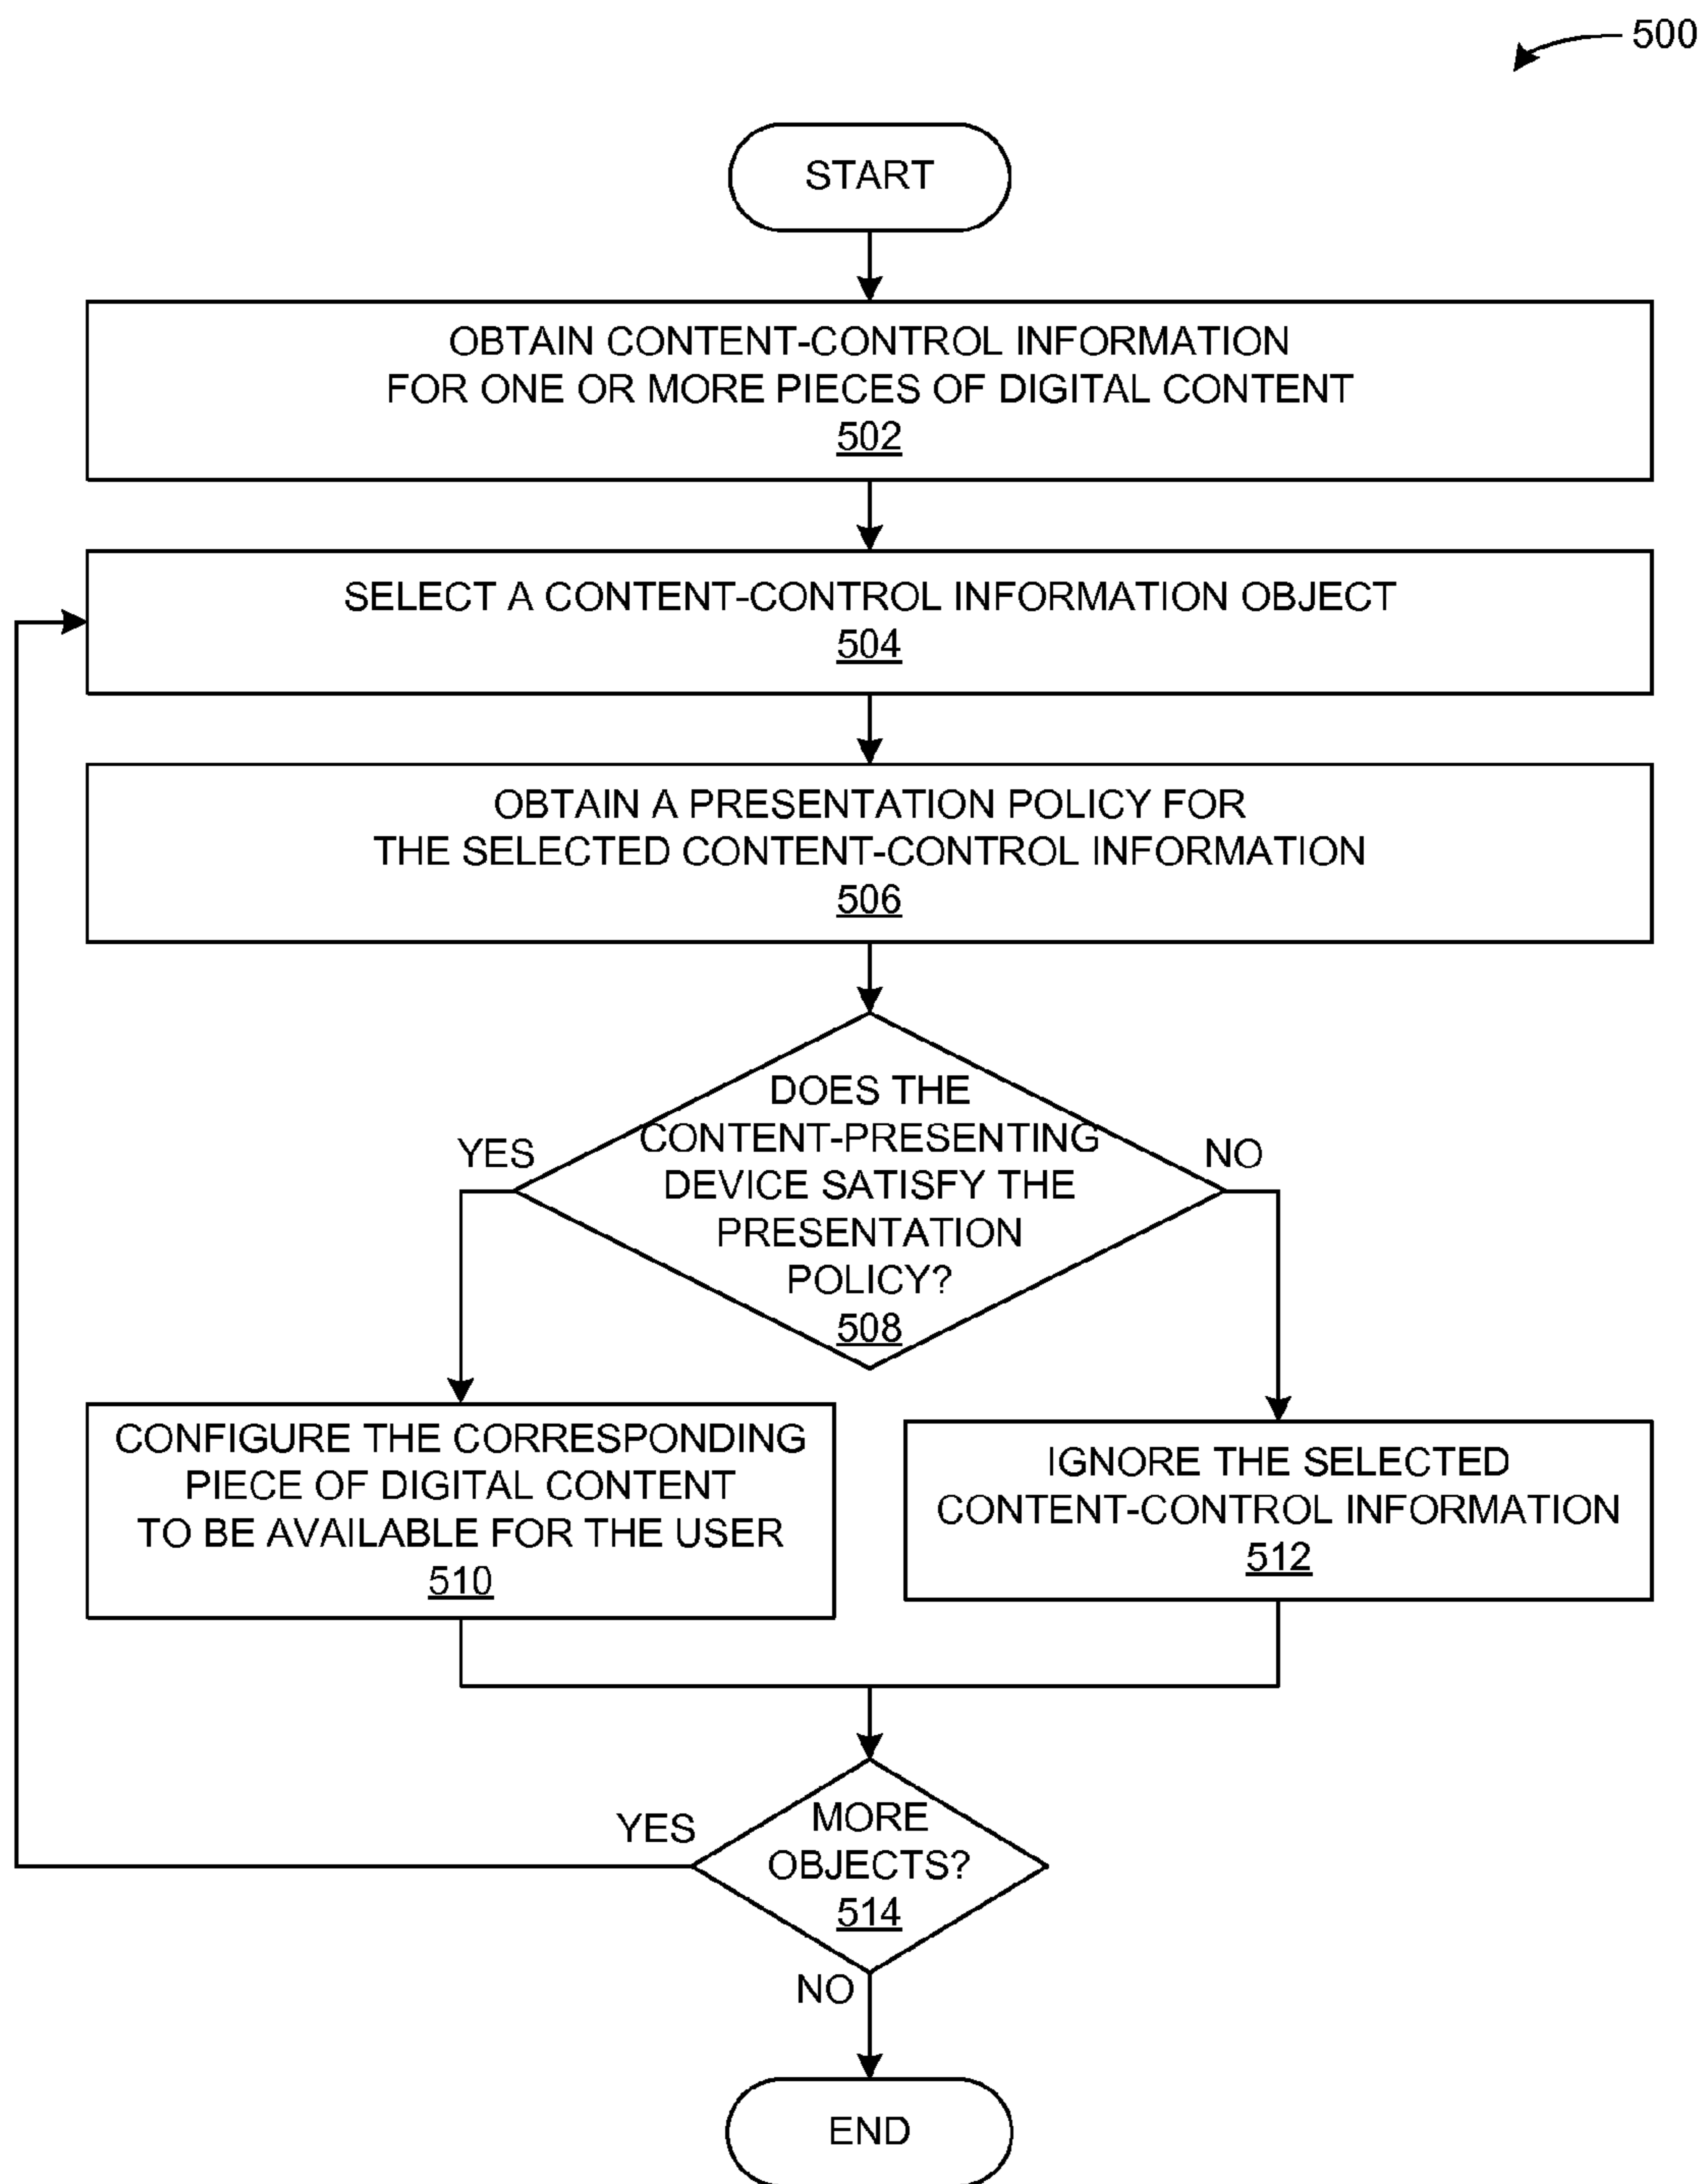 500
START
OBTAIN CONTENT-CONTROL INFORMATION
FOR ONE OR MORE PIECES OF DIGITAL CONTENT
502
SELECT A CONTENT-CONTROL INFORMATION OBJECT
504
OBTAIN A PRESENTATION POLICY FOR
THE SELECTED CONTENT-CONTROL INFORMATION
506
DOES THE
CONTENT-PRESENTING
DEVICE SATISFY THE
PRESENTATION
POLICY?
508
YES
NO
CONFIGURE THE CORRESPONDING
PIECE OF DIGITAL CONTENT
TO BE AVAILABLE FOR THE USER
510
IGNORE THE SELECTED
CONTENT-CONTROL INFORMATION
512
MORE
OBJECTS?
514
YES
NO
END